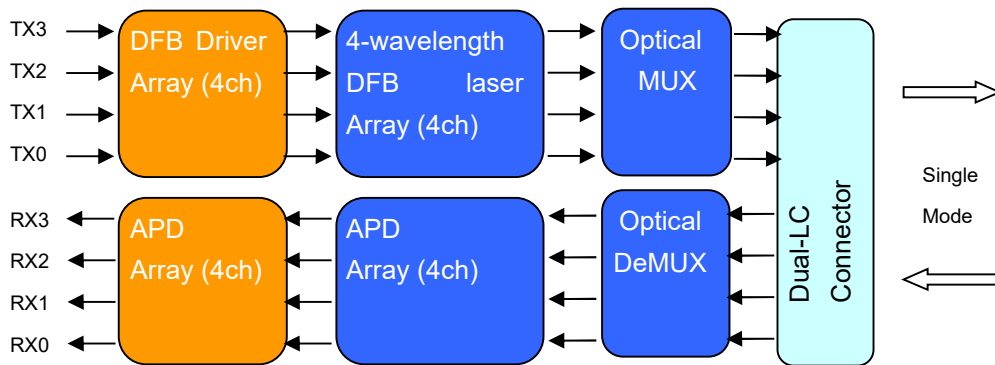 TX3
TX2
TX1
TX0
DFB Driver
Array (4ch)
4-wavelength
DFB laser
Array (4ch)
Optical
MUX
RX3
RX2
RX1
RX0
APD
Array (4ch)
APD
Array (4ch)
Optical
DeMUX
Dual-LC
Connector
Single
Mode